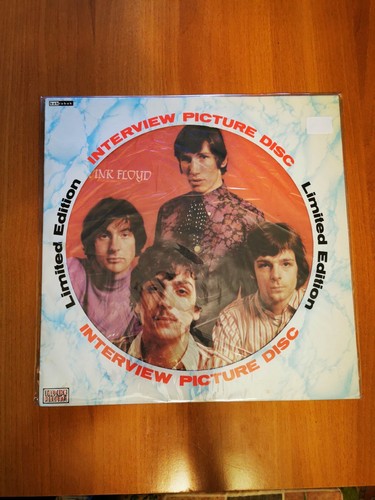 INTERVIEW PICTURE DISC
INK FLOYD
Limited Edition
Limited Edition
INTERVIEW PICTURE DISC